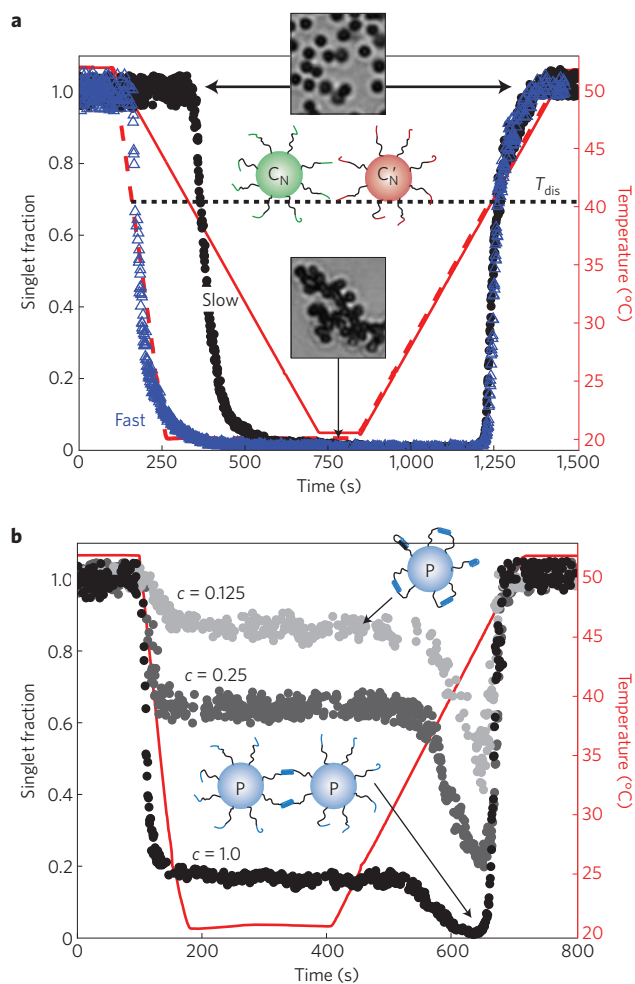 a
1.0
0.8
0.6
0.4
0.2
0
Singlet fraction
50
45
40
35
30
25
20
Temperature (°C)
C_N
C′_N
T_dis
Slow
Fast
0
250
500
750
1,000
1,250
1,500
Time (s)
b
1.0
0.8
0.6
0.4
0.2
0
Singlet fraction
50
45
40
35
30
25
20
Temperature (°C)
P
c = 0.125
c = 0.25
P
P
c = 1.0
0
200
400
600
800
Time (s)